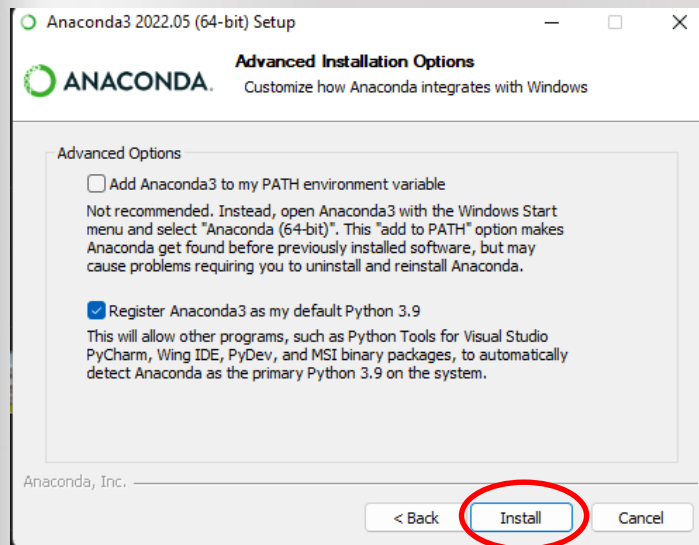 Anaconda3 2022.05 (64-bit) Setup
ANACONDA.
Advanced Installation Options
Customize how Anaconda integrates with Windows
Advanced Options
Add Anaconda3 to my PATH environment variable
Not recommended. Instead, open Anaconda3 with the Windows Start
menu and select "Anaconda (64-bit)". This "add to PATH" option makes
Anaconda get found before previously installed software, but may
cause problems requiring you to uninstall and reinstall Anaconda.
Register Anaconda3 as my default Python 3.9
This will allow other programs, such as Python Tools for Visual Studio
PyCharm, Wing IDE, PyDev, and MSI binary packages, to automatically
detect Anaconda as the primary Python 3.9 on the system.
Anaconda, Inc.
< Back
Install
Cancel